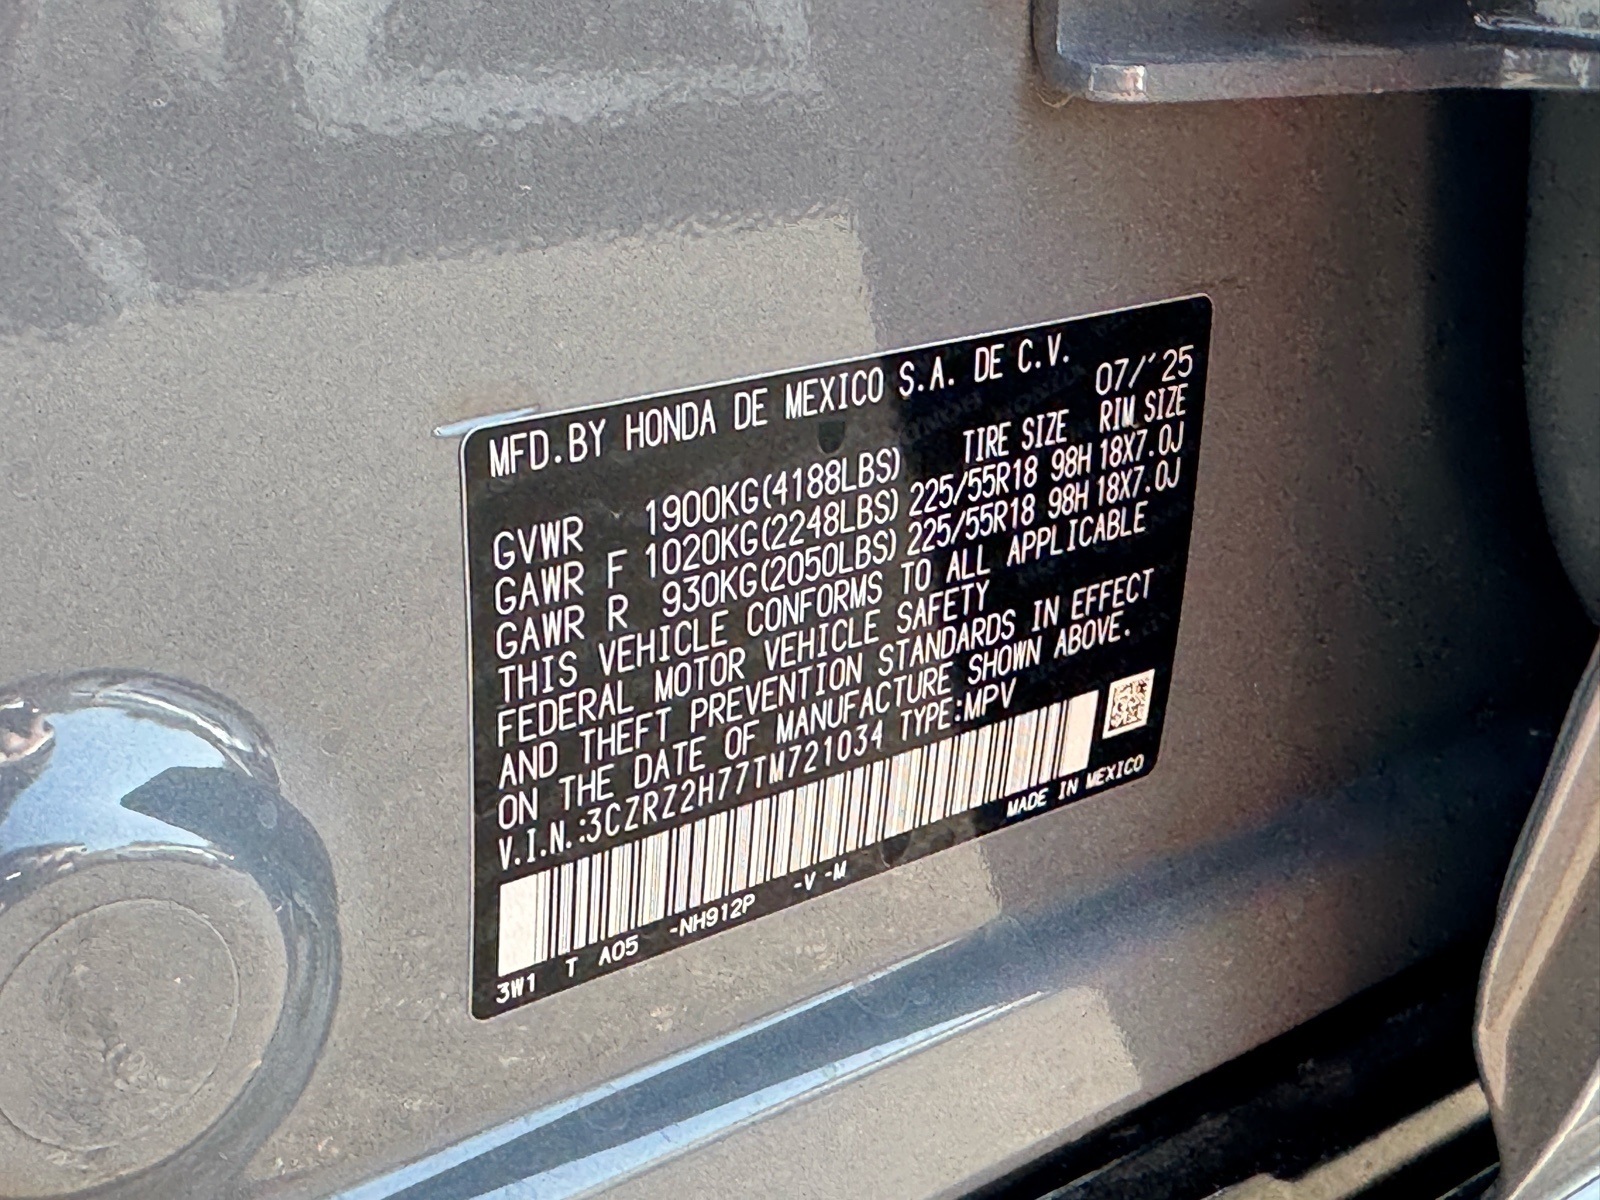 MFD.BY HONDA DE MEXICO S.A. DE C.V.
07/'25
TIRE SIZE RIM SIZE
GVWR 1900KG(4188LBS)
GAWR F 1020KG(2248LBS) 225/55R18 98H 18X7.0J
GAWR R 930KG(2050LBS) 225/55R18 98H 18X7.0J
THIS VEHICLE CONFORMS TO ALL APPLICABLE
FEDERAL MOTOR VEHICLE SAFETY
AND THEFT PREVENTION STANDARDS IN EFFECT
ON THE DATE OF MANUFACTURE SHOWN ABOVE.
V.I.N.:3CZRZ2H77TM721034 TYPE:MPV
MADE IN MEXICO
3W1 T A05 -NH912P -V -M